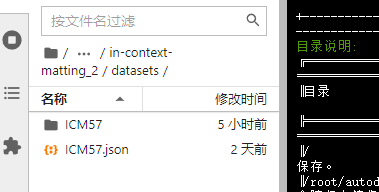 按文件名过滤
/ ··· / in-context-
matting_2 / datasets /
名称 修改时间
ICM57 5 小时前
ICM57.json 2 天前
+------------
目录说明:
╔════
║目录
╠════
║/
保存。
║/root/autod